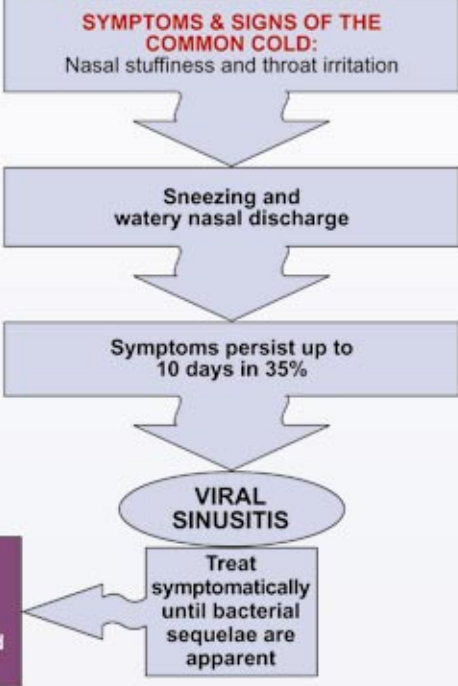 SYMPTOMS & SIGNS OF THE
COMMON COLD:
Nasal stuffiness and throat irritation
Sneezing and
watery nasal discharge
Symptoms persist up to
10 days in 35%
VIRAL
SINUSITIS
Treat
symptomatically
until bacterial
sequelae are
apparent